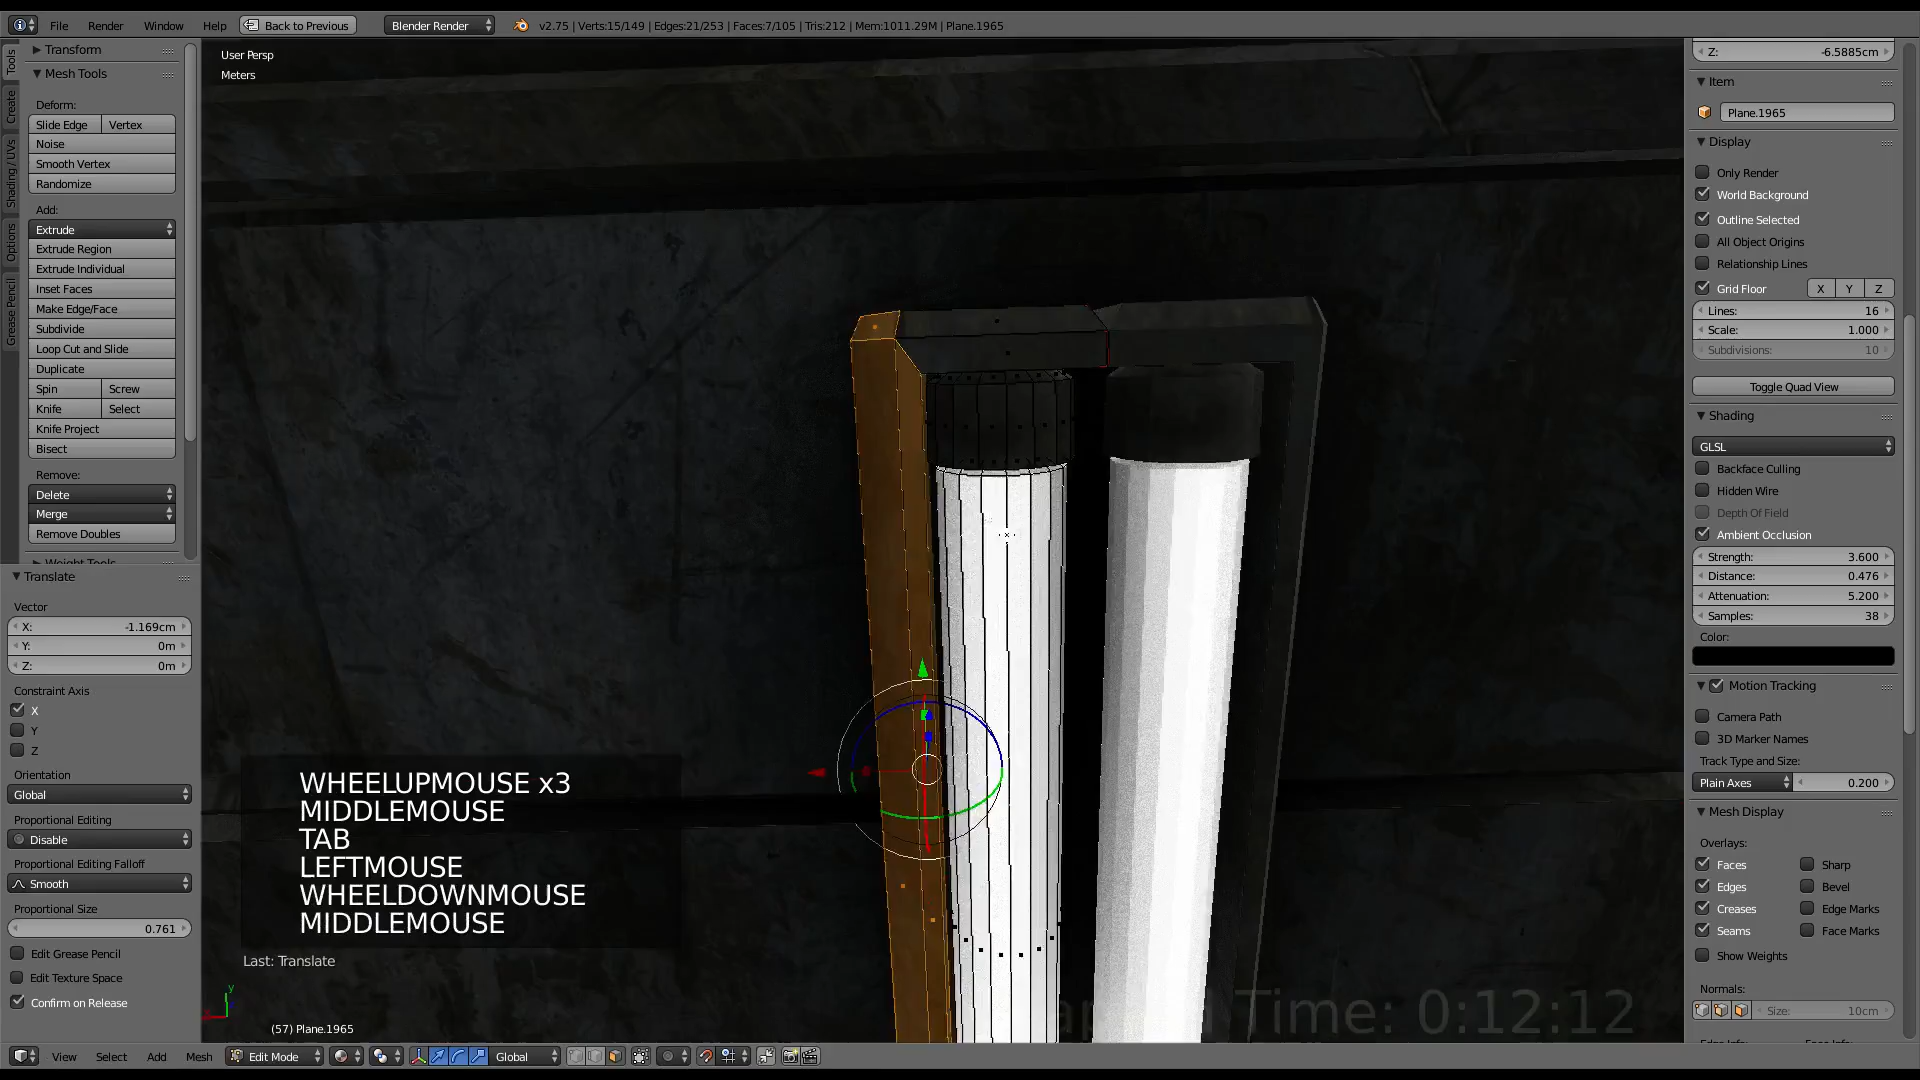 File Render Window Help Back to Previous Blender Render v2.75 | Verts:15/149 | Edges:21/253 | Faces:7/105 | Tris:212 | Mem:1011.29M | Plane.1965
Tools
Create
Shading / UVs
Options
Grease Pencil
Transform
Mesh Tools
Deform:
Slide Edge Vertex
Noise
Smooth Vertex
Randomize
Add:
Extrude
Extrude Region
Extrude Individual
Inset Faces
Make Edge/Face
Subdivide
Loop Cut and Slide
Duplicate
Spin Screw
Knife Select
Knife Project
Bisect
Remove:
Delete
Merge
Remove Doubles
Weight Tools
Translate
Vector
X: -1.169cm
Y: 0m
Z: 0m
Constraint Axis
X
Y
Z
Orientation
Global
Proportional Editing
Disable
Proportional Editing Falloff
Smooth
Proportional Size
0.761
Edit Grease Pencil
Edit Texture Space
Confirm on Release
User Persp
Meters
WHEELUPMOUSE x3
MIDDLEMOUSE
TAB
LEFTMOUSE
WHEELDOWNMOUSE
MIDDLEMOUSE
Last: Translate
y
(57) Plane.1965
Time: 0:12:12
Z: -6.5885cm
Item
Plane.1965
Display
Only Render
World Background
Outline Selected
All Object Origins
Relationship Lines
Grid Floor X Y Z
Lines: 16
Scale: 1.000
Subdivisions: 10
Toggle Quad View
Shading
GLSL
Backface Culling
Hidden Wire
Depth Of Field
Ambient Occlusion
Strength: 3.600
Distance: 0.476
Attenuation: 5.200
Samples: 38
Color:
Motion Tracking
Camera Path
3D Marker Names
Track Type and Size:
Plain Axes 0.200
Mesh Display
Overlays:
Faces Sharp
Edges Bevel
Creases Edge Marks
Seams Face Marks
Show Weights
Normals:
Size: 10cm
View Select Add Mesh Edit Mode Global